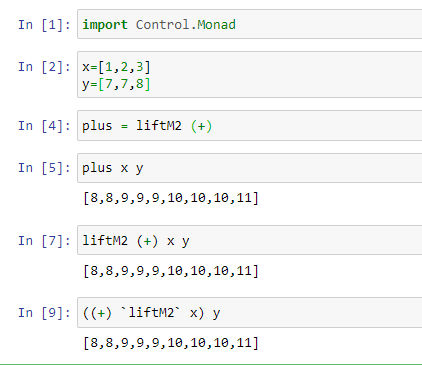 In [1]: import Control.Monad
In [2]: x=[1,2,3]
y=[7,7,8]
In [4]: plus = liftM2 (+)
In [5]: plus x y
[8,8,9,9,9,10,10,10,11]
In [7]: liftM2 (+) x y
[8,8,9,9,9,10,10,10,11]
In [9]: ((+) `liftM2` x) y
[8,8,9,9,9,10,10,10,11]